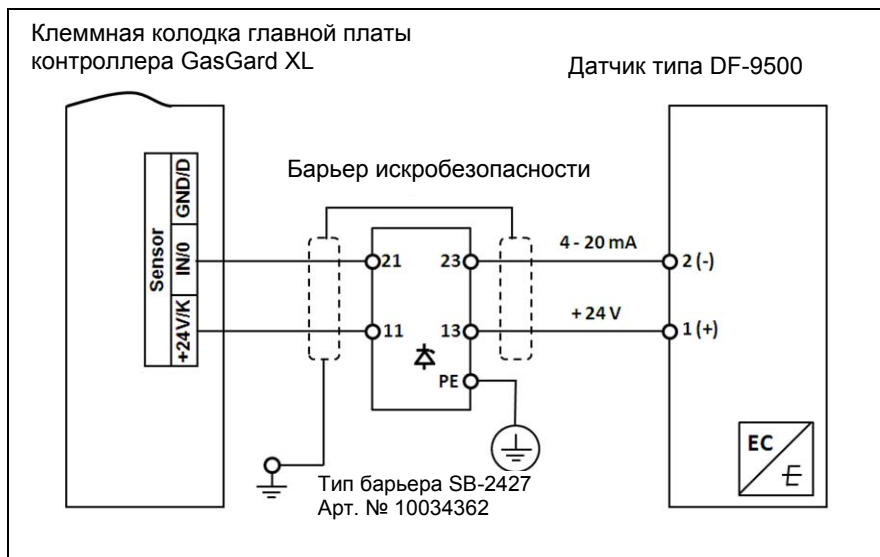 Клеммная колодка главной платы
контроллера GasGard XL
Датчик типа DF-9500
Барьер искробезопасности
Sensor
GND/D
IN/0
+24V/K
21
23
4 - 20 mA
2 (-)
11
13
+ 24 V
1 (+)
PE
EC
E
Тип барьера SB-2427
Арт. № 10034362